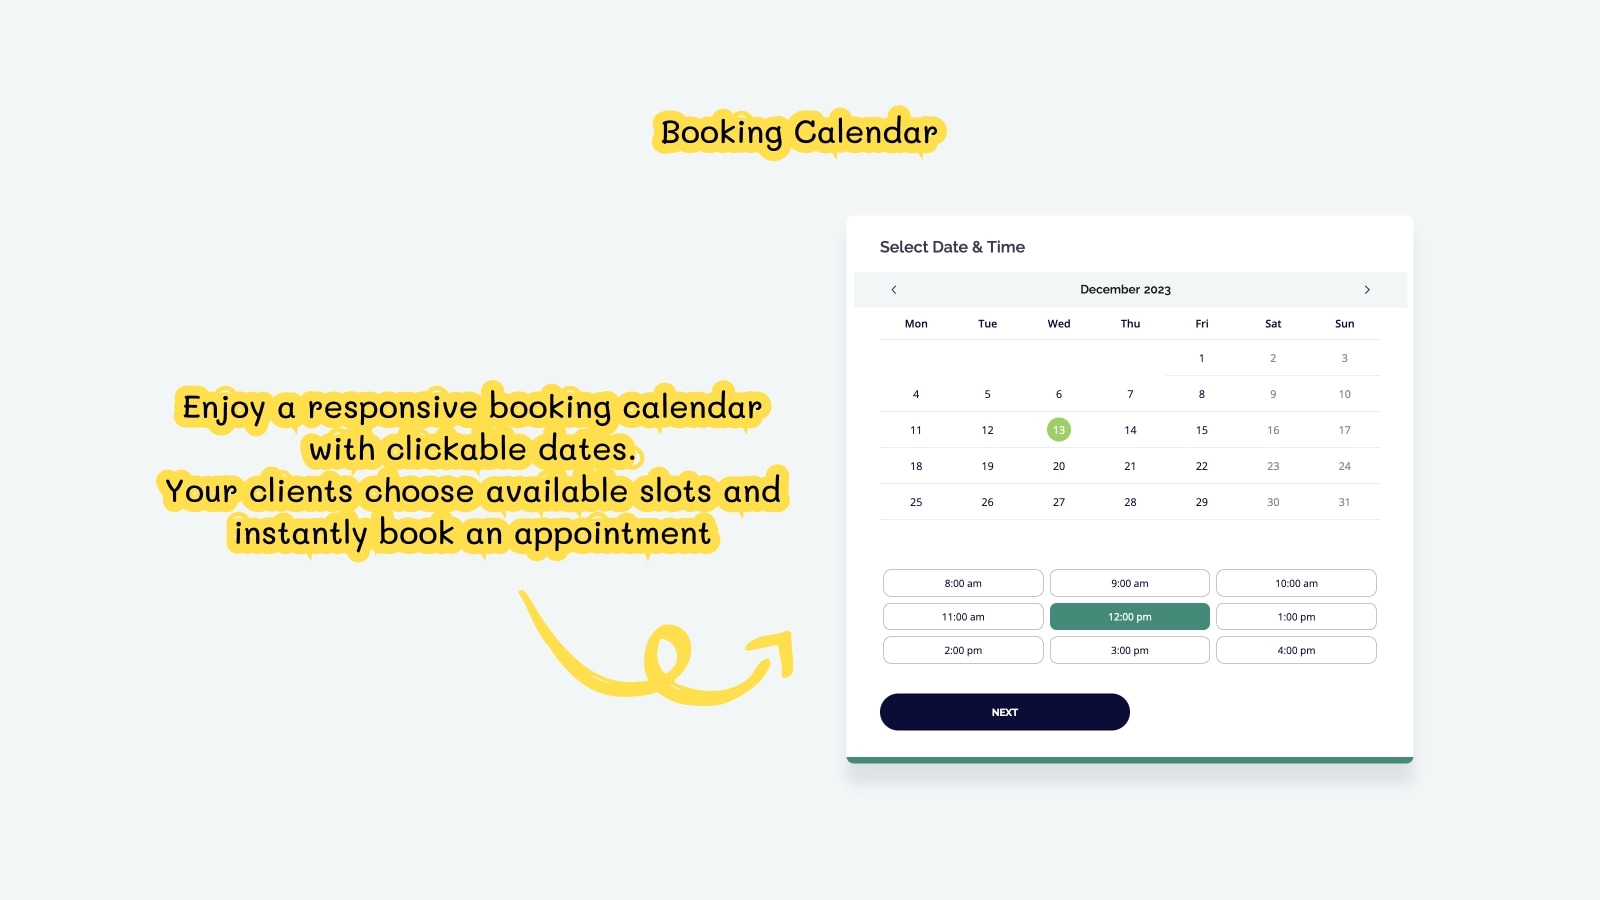 Booking Calendar
Enjoy a responsive booking calendar
with clickable dates.
Your clients choose available slots and
instantly book an appointment
Select Date & Time
December 2023
Mon Tue Wed Thu Fri Sat Sun
1 2 3
4 5 6 7 8 9 10
11 12 13 14 15 16 17
18 19 20 21 22 23 24
25 26 27 28 29 30 31
8:00 am 9:00 am 10:00 am
11:00 am 12:00 pm 1:00 pm
2:00 pm 3:00 pm 4:00 pm
NEXT